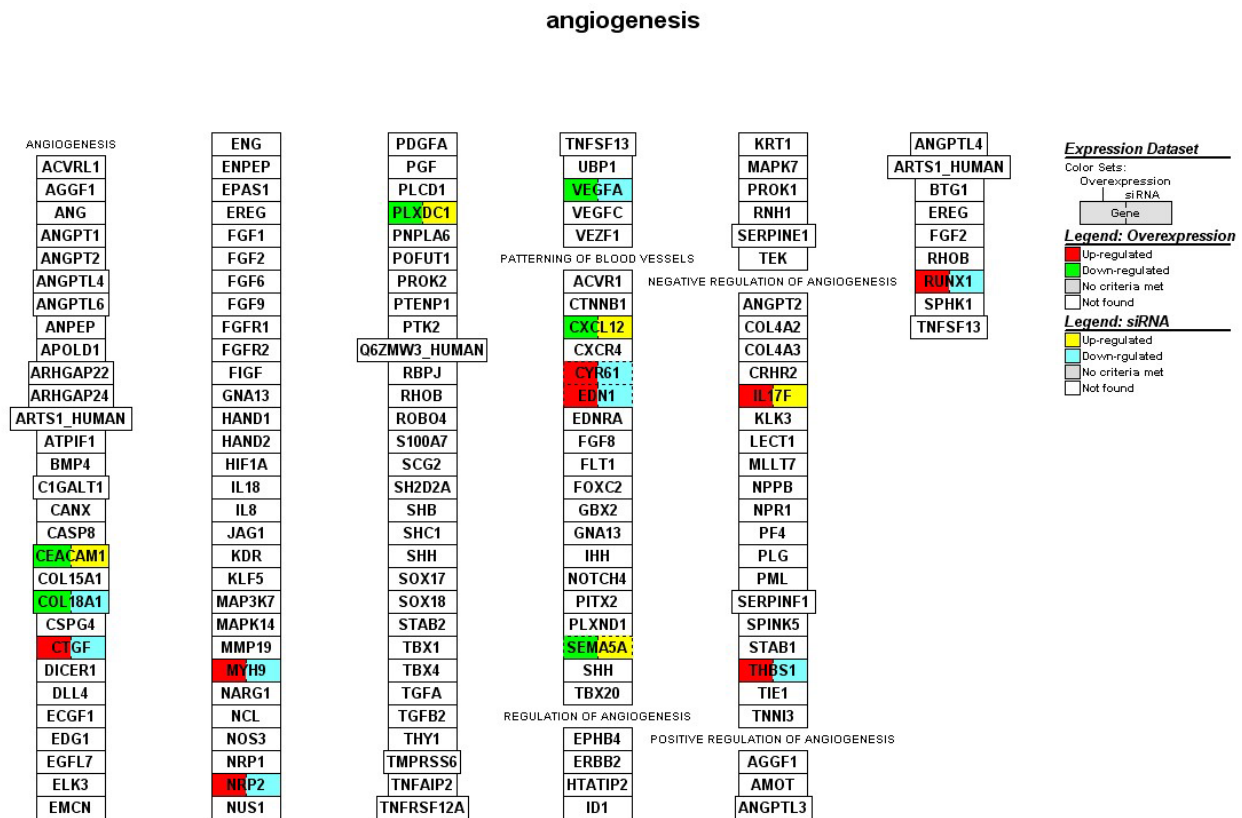 angiogenesis
ANGIOGENESIS
ACVRL1
AGGF1
ANG
ANGPT1
ANGPT2
ANGPTL4
ANGPTL6
ANPEP
APOLD1
ARHGAP22
ARHGAP24
ARTS1_HUMAN
ATPIF1
BMP4
C1GALT1
CANX
CASP8
CEACAM1
COL15A1
COL18A1
CSPG4
CTGF
DICER1
DLL4
ECGF1
EDG1
EGFL7
ELK3
EMCN
ENG
ENPEP
EPAS1
EREG
FGF1
FGF2
FGF6
FGF9
FGFR1
FGFR2
FIGF
GNA13
HAND1
HAND2
HIF1A
IL18
IL8
JAG1
KDR
KLF5
MAP3K7
MAPK14
MMP19
MYH9
NARG1
NCL
NOS3
NRP1
NRP2
NUS1
PDGFA
PGF
PLCD1
PLXDC1
PNPLA6
POFUT1
PROK2
PTENP1
PTK2
Q6ZMW3_HUMAN
RBPJ
RHOB
ROBO4
S100A7
SCG2
SH2D2A
SHB
SHC1
SHH
SOX17
SOX18
STAB2
TBX1
TBX4
TGFA
TGFB2
THY1
TMPRSS6
TNFAIP2
TNFRSF12A
TNFSF13
UBP1
VEGFA
VEGFC
VEZF1
PATTERNING OF BLOOD VESSELS
ACVR1
CTNNB1
CXCL12
CXCR4
CYR61
EDN1
EDNRA
FGF8
FLT1
FOXC2
GBX2
GNA13
IHH
NOTCH4
PITX2
PLXND1
SEMA5A
SHH
TBX20
REGULATION OF ANGIOGENESIS
EPHB4
ERBB2
HTATIP2
ID1
KRT1
MAPK7
PROK1
RNH1
SERPINE1
TEK
NEGATIVE REGULATION OF ANGIOGENESIS
ANGPT2
COL4A2
COL4A3
CRHR2
IL17F
KLK3
LECT1
MLLT7
NPPB
NPR1
PF4
PLG
PML
SERPINF1
SPINK5
STAB1
THBS1
TIE1
TNNI3
POSITIVE REGULATION OF ANGIOGENESIS
AGGF1
AMOT
ANGPTL3
ANGPTL4
ARTS1_HUMAN
BTG1
EREG
FGF2
RHOB
RUNX1
SPHK1
TNFSF13
Expression Dataset
Color Sets:
Overexpression
siRNA
Gene
Legend: Overexpression
Up-regulated
Down-regulated
No criteria met
Not found
Legend: siRNA
Up-regulated
Down-rgulated
No criteria met
Not found